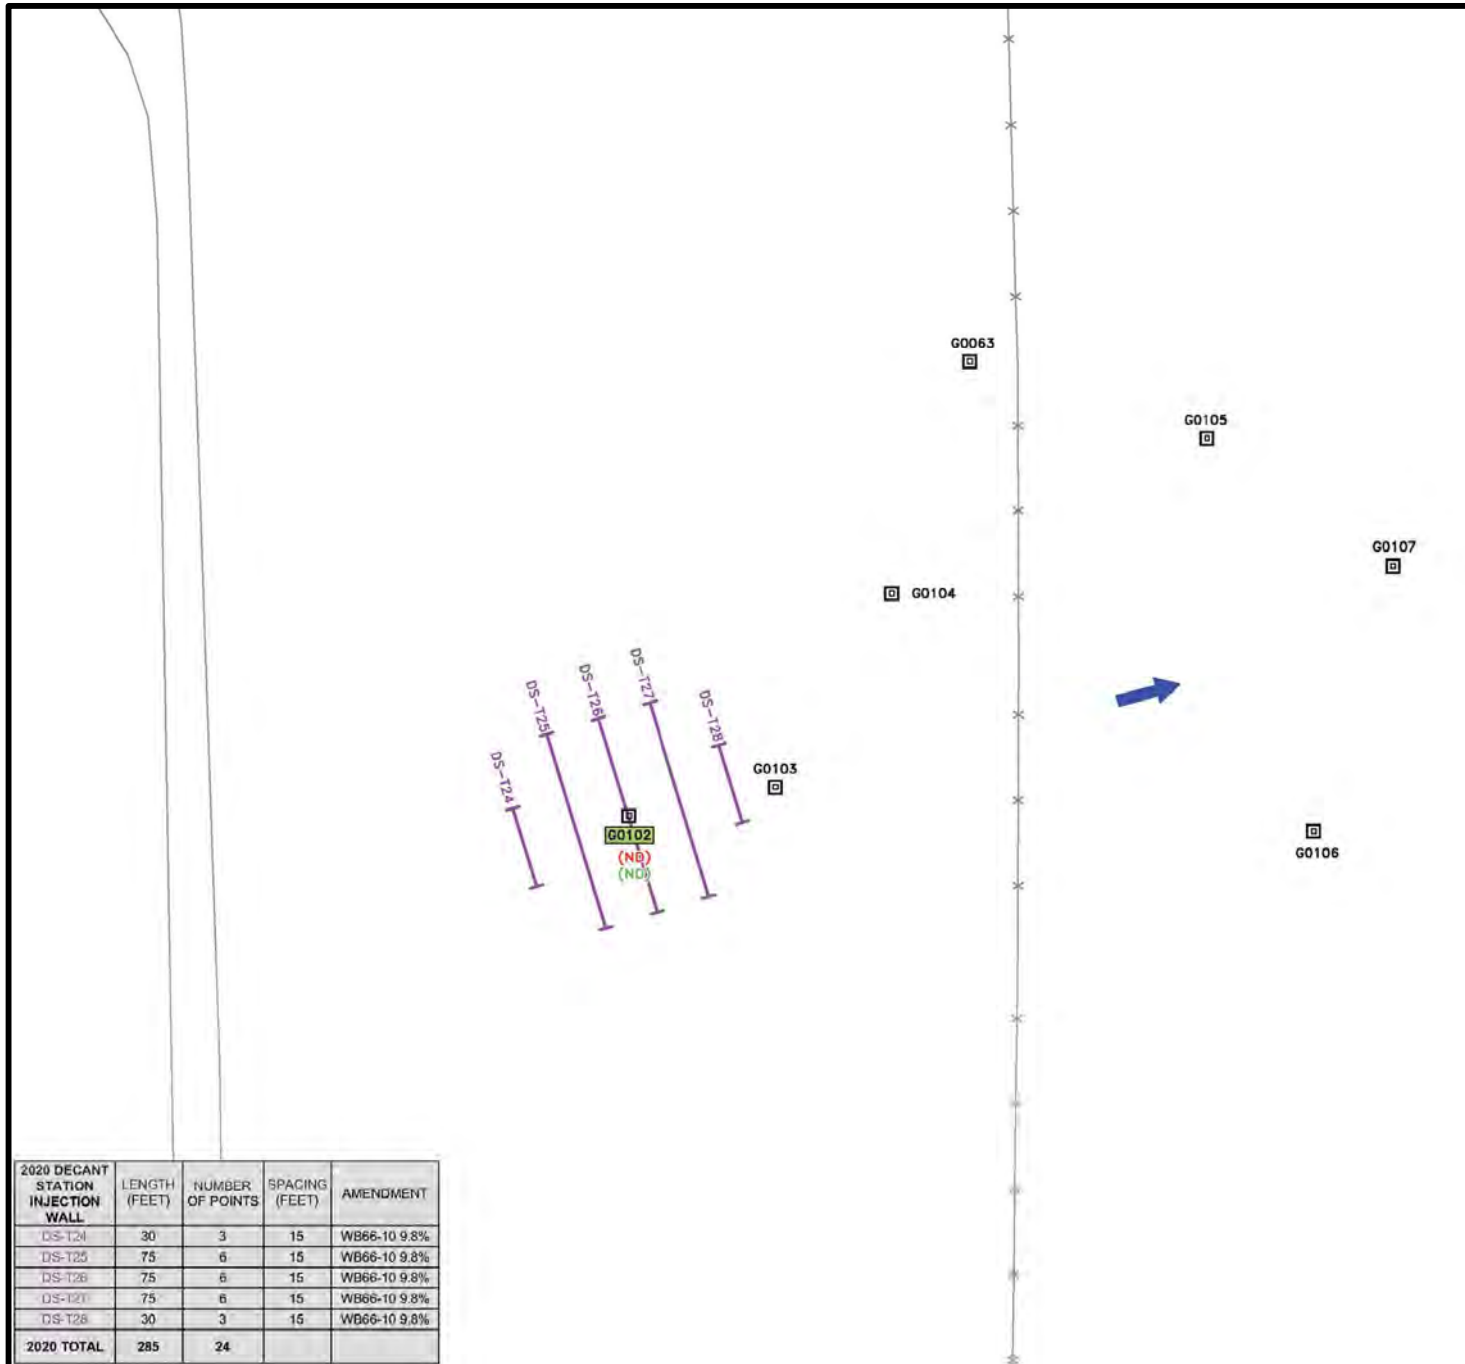 G0063
G0105
G0107
G0104
DS-T27
DS-T26
DS-T25
DS-T28
DS-T24
G0103
G0102
(ND)
(ND)
G0106
2020 DECANT STATION INJECTION WALL LENGTH (FEET) NUMBER OF POINTS SPACING (FEET) AMENDMENT
DS-T24 30 3 15 WB66-10 9.8%
DS-T25 75 6 15 WB66-10 9.8%
DS-T26 75 6 15 WB66-10 9.8%
DS-T27 75 6 15 WB66-10 9.8%
DS-T28 30 3 15 WB66-10 9.8%
2020 TOTAL 285 24